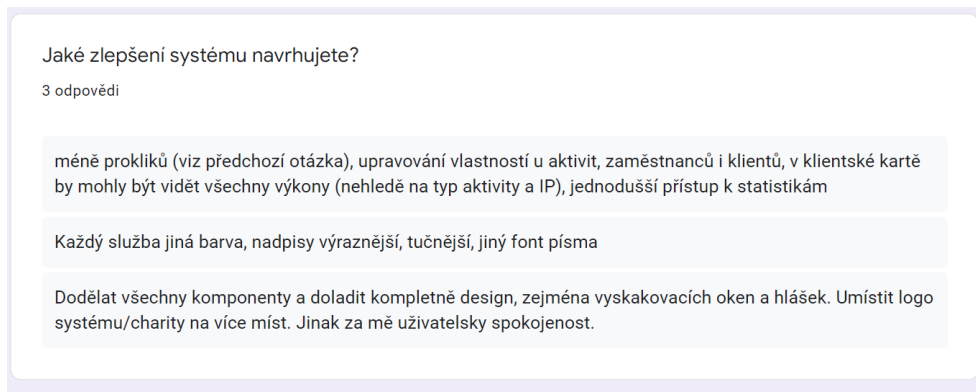 Jaké zlepšení systému navrhujete?
3 odpovědi
méně prokliků (viz předchozí otázka), upravování vlastností u aktivit, zaměstnanců i klientů, v klientské kartě
by mohly být vidět všechny výkony (nehledě na typ aktivity a IP), jednodušší přístup k statistikám
Každý služba jiná barva, nadpisy výraznější, tučnější, jiný font písma
Dodělat všechny komponenty a doladit kompletně design, zejména vyskakovacích oken a hlášek. Umístit logo
systému/charity na více míst. Jinak za mě uživatelsky spokojenost.